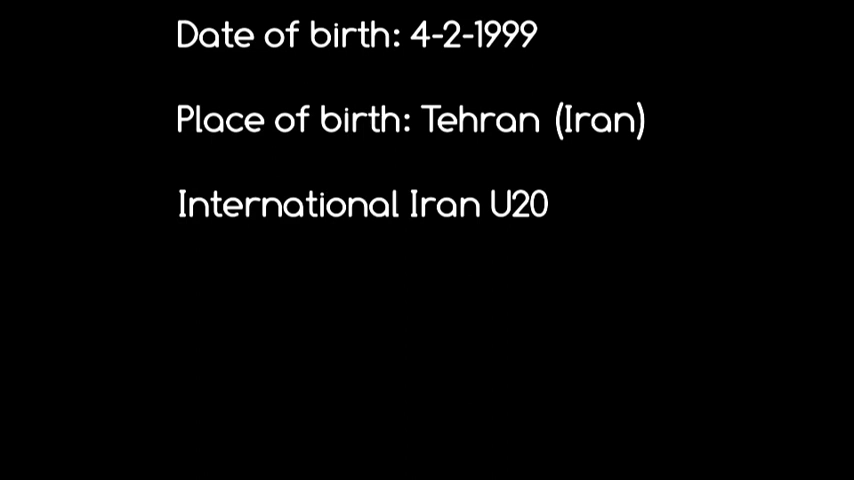 Date of birth: 4-2-1999
Place of birth: Tehran (Iran)
International Iran U20